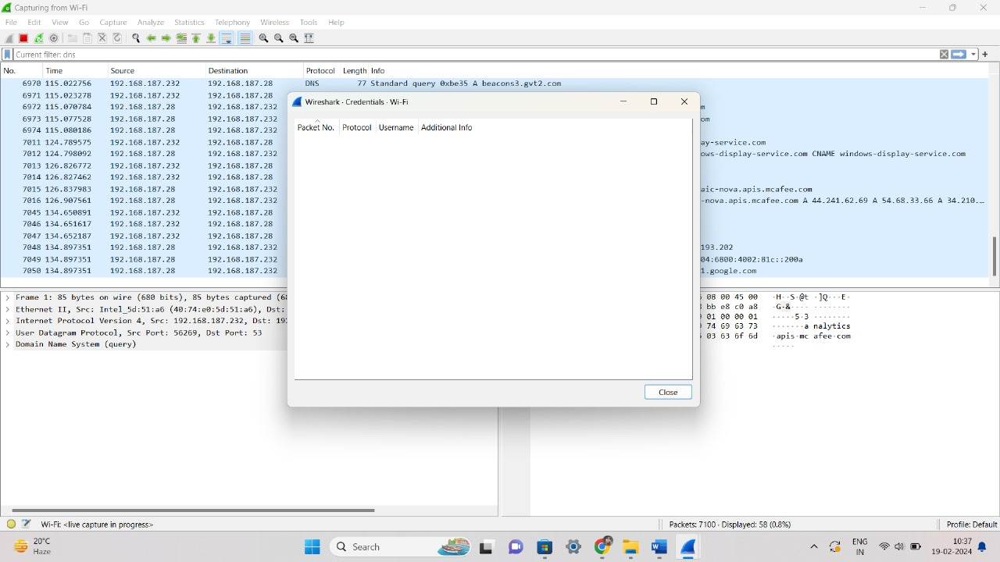 Capturing from Wi-Fi
File Edit View Go Capture Analyze Statistics Telephony Wireless Tools Help
Current filter: dns
No. Time Source Destination Protocol Length Info
6970 115.022756 192.168.187.232 192.168.187.28 DNS 77 Standard query 0xbe35 A beacons3.gvt2.com
6971 115.023278 192.168.187.232 192.168.187.28
6972 115.070784 192.168.187.28 192.168.187.232 m
6973 115.077528 192.168.187.28 192.168.187.232 om
6974 115.080186 192.168.187.28 192.168.187.232
7011 124.789575 192.168.187.232 192.168.187.28 ay-service.com
7012 124.798092 192.168.187.28 192.168.187.232 ows-display-service.com CNAME windows-display-service.com
7013 126.826772 192.168.187.232 192.168.187.28
7014 126.827462 192.168.187.232 192.168.187.28
7015 126.837983 192.168.187.28 192.168.187.232 aic-nova.apis.mcafee.com
7016 126.907561 192.168.187.28 192.168.187.232 -nova.apis.mcafee.com A 44.241.62.69 A 54.68.33.66 A 34.210.…
7045 134.650891 192.168.187.232 192.168.187.28
7046 134.651617 192.168.187.232 192.168.187.28
7047 134.652187 192.168.187.232 192.168.187.28
7048 134.897351 192.168.187.28 192.168.187.232 193.202
7049 134.897351 192.168.187.28 192.168.187.232 04:6800:4002:81c::200a
7050 134.897351 192.168.187.28 192.168.187.232 1.google.com
Wireshark · Credentials · Wi-Fi
Packet No. Protocol Username Additional Info
Close
Frame 1: 85 bytes on wire (680 bits), 85 bytes captured (68
Ethernet II, Src: Intel_5d:51:a6 (40:74:e0:5d:51:a6), Dst:
Internet Protocol Version 4, Src: 192.168.187.232, Dst: 19
User Datagram Protocol, Src Port: 56269, Dst Port: 53
Domain Name System (query)
08 00 45 00 ·H··S·@t ·]Q···E·
bb e8 c0 a8 G·&·
01 00 00 01 ·····5·3 ········
74 69 63 73 ·······a nalytics
03 63 6f 6d ·apis·mc afee·com
·····
Wi-Fi: <live capture in progress> Packets: 7100 · Displayed: 58 (0.8%) Profile: Default
20°C
Haze
Search
ENG
IN
10:37
19-02-2024